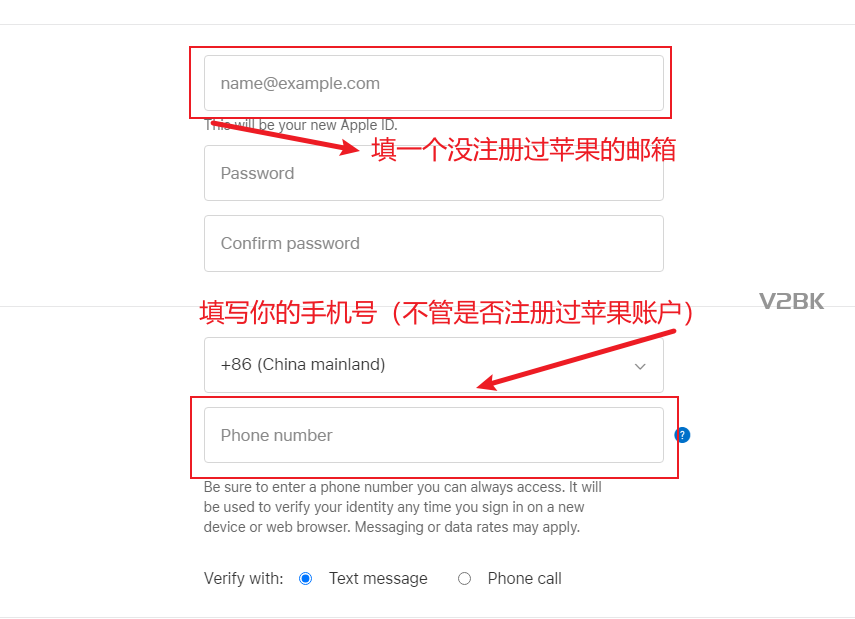 name@example.com
This will be your new Apple ID.
填一个没注册过苹果的邮箱
Password
Confirm password
V2BK
填写你的手机号（不管是否注册过苹果账户）
+86 (China mainland)
Phone number
?
Be sure to enter a phone number you can always access. It will
be used to verify your identity any time you sign in on a new
device or web browser. Messaging or data rates may apply.
Verify with: Text message Phone call